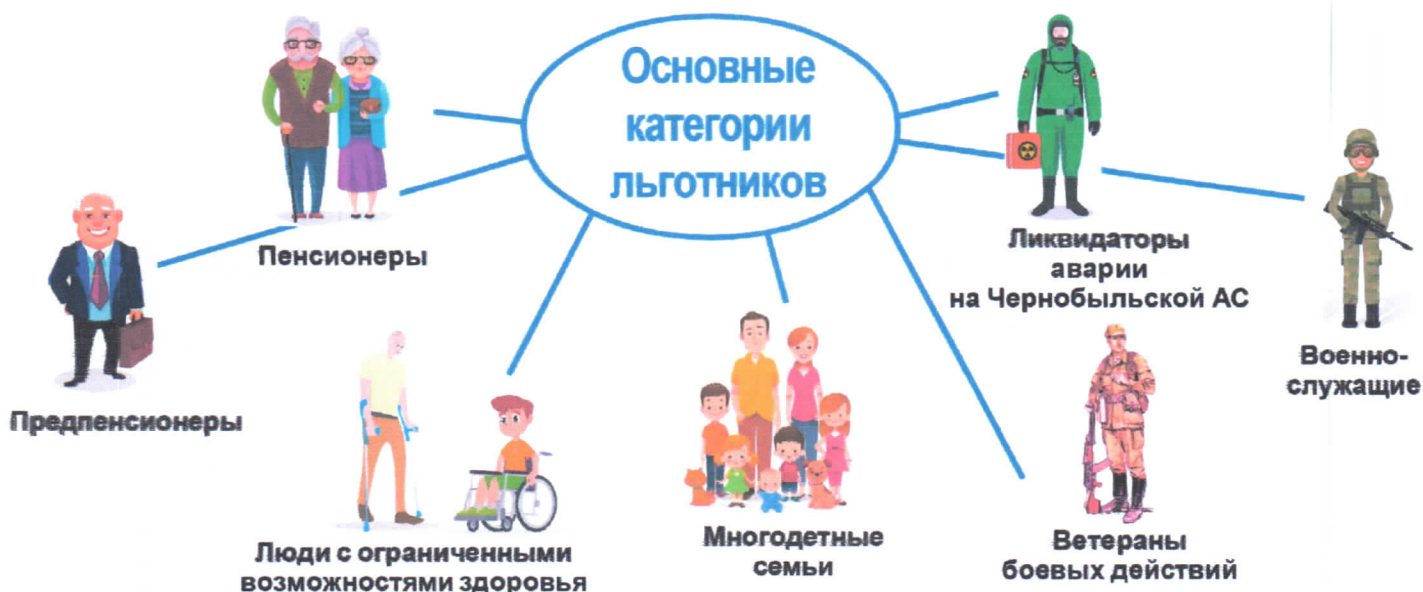 Основные
категории
льготников
Пенсионеры
Предпенсионеры
Люди с ограниченными
возможностями здоровья
Многодетные
семьи
Ветераны
боевых действий
Ликвидаторы
аварии
на Чернобыльской АС
Военно-
служащие